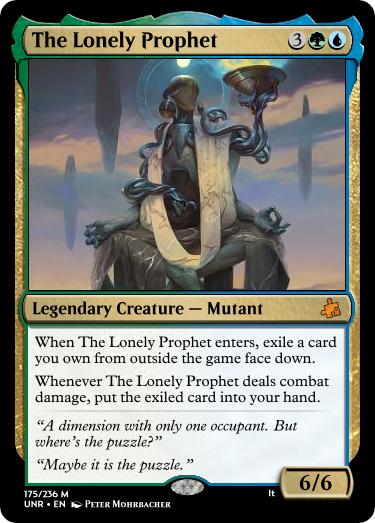 The Lonely Prophet 3
Legendary Creature — Mutant
When The Lonely Prophet enters, exile a card
you own from outside the game face down.
Whenever The Lonely Prophet deals combat
damage, put the exiled card into your hand.
“A dimension with only one occupant. But
where’s the puzzle?”
“Maybe it is the puzzle.”
6/6
175/236 M
It
UNR • EN Peter Mohrbacher